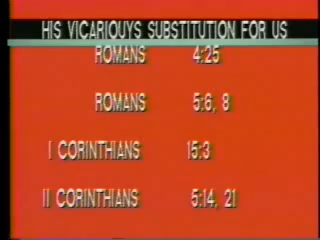 HIS VICARIOUYS SUBSTITUTION FOR US
ROMANS 4:25
ROMANS 5:6, 8
I CORINTHIANS 15:3
II CORINTHIANS 5:14, 21